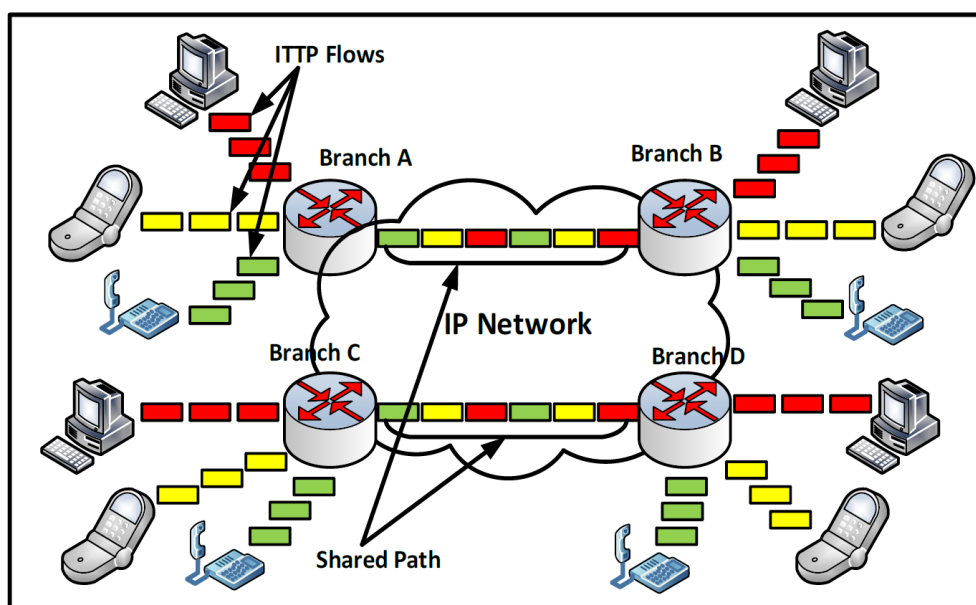 ITTP Flows
Branch A
Branch B
IP Network
Branch C
Branch D
Shared Path